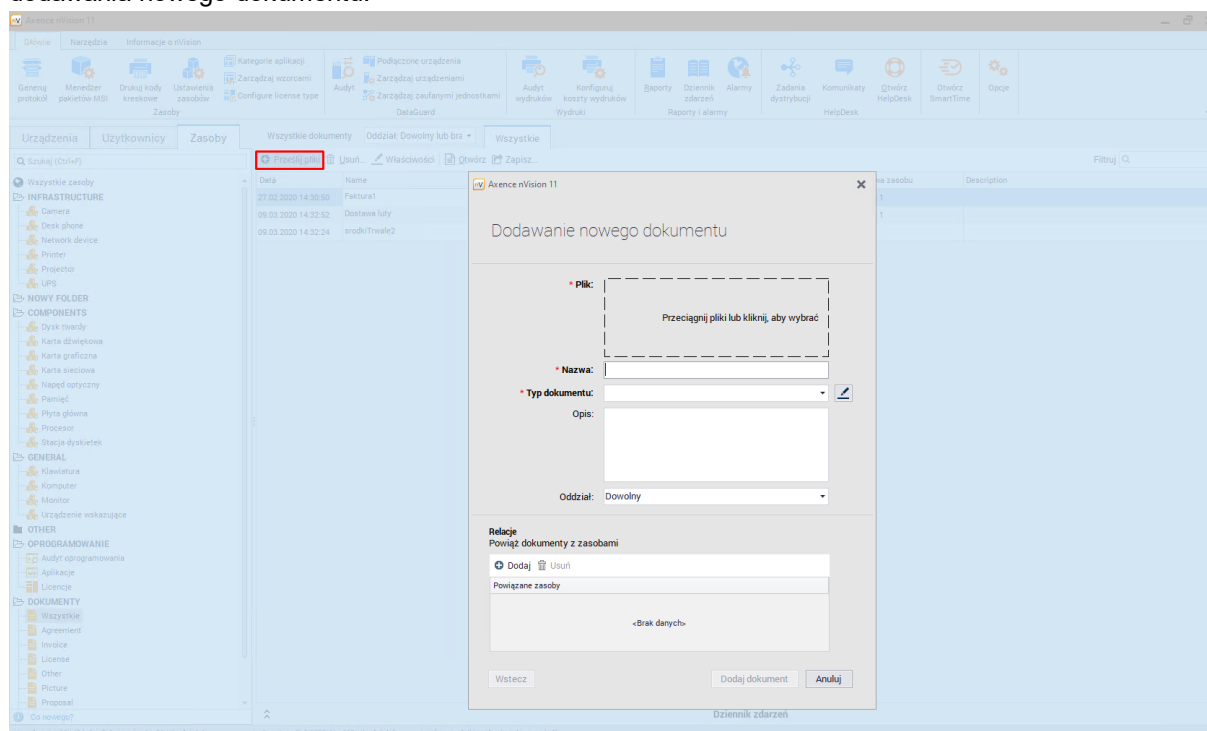 dodawania nowego dokumentu.
Axence nVision 11
Główne Narzędzia Informacje o nVision
Generuj protokół
Menedżer pakietów MSI
Drukuj kody kreskowe
Ustawienia zasobów
Kategorie aplikacji
Zarządzaj wzorcami
Configure license type
Zasoby
Audyt
Podłączone urządzenia
Zarządzaj urządzeniami
Zarządzaj zaufanymi jednostkami
DataGuard
Audyt wydruków
Konfiguruj koszty wydruków
Wydruki
Raporty
Dziennik zdarzeń
Alarmy
Raporty i alarmy
Zadania dystrybucji
Komunikaty
Otwórz HelpDesk
HelpDesk
Otwórz SmartTime
Opcje
Urządzenia Użytkownicy Zasoby
Wszystkie dokumenty Oddział: Dowolny lub bra Wszystkie
Szukaj (Ctrl+F)
Prześlij pliki Usuń... Właściwości Otwórz Zapisz...
Filtruj
Wszystkie zasoby
INFRASTRUCTURE
Camera
Desk phone
Network device
Printer
Projector
UPS
NOWY FOLDER
COMPONENTS
Dysk twardy
Karta dźwiękowa
Karta graficzna
Karta sieciowa
Napęd optyczny
Pamięć
Płyta główna
Procesor
Stacja dyskietek
GENERAL
Klawiatura
Komputer
Monitor
Urządzenie wskazujące
OTHER
OPROGRAMOWANIE
Audyt oprogramowania
Aplikacje
Licencje
DOKUMENTY
Wszystkie
Agreement
Invoice
License
Other
Picture
Proposal
Co nowego?
Data Name
na zasobu Description
27.02.2020 14:30:50 Faktura1
1
09.03.2020 14:32:52 Dostawa luty
1
09.03.2020 14:32:24 srodkiTrwale2
Axence nVision 11
Dodawanie nowego dokumentu
* Plik:
Przeciągnij pliki lub kliknij, aby wybrać
* Nazwa:
* Typ dokumentu:
Opis:
Oddział: Dowolny
Relacje
Powiąż dokumenty z zasobami
Dodaj Usuń
Powiązane zasoby
<Brak danych>
Wstecz Dodaj dokument Anuluj
Dziennik zdarzeń